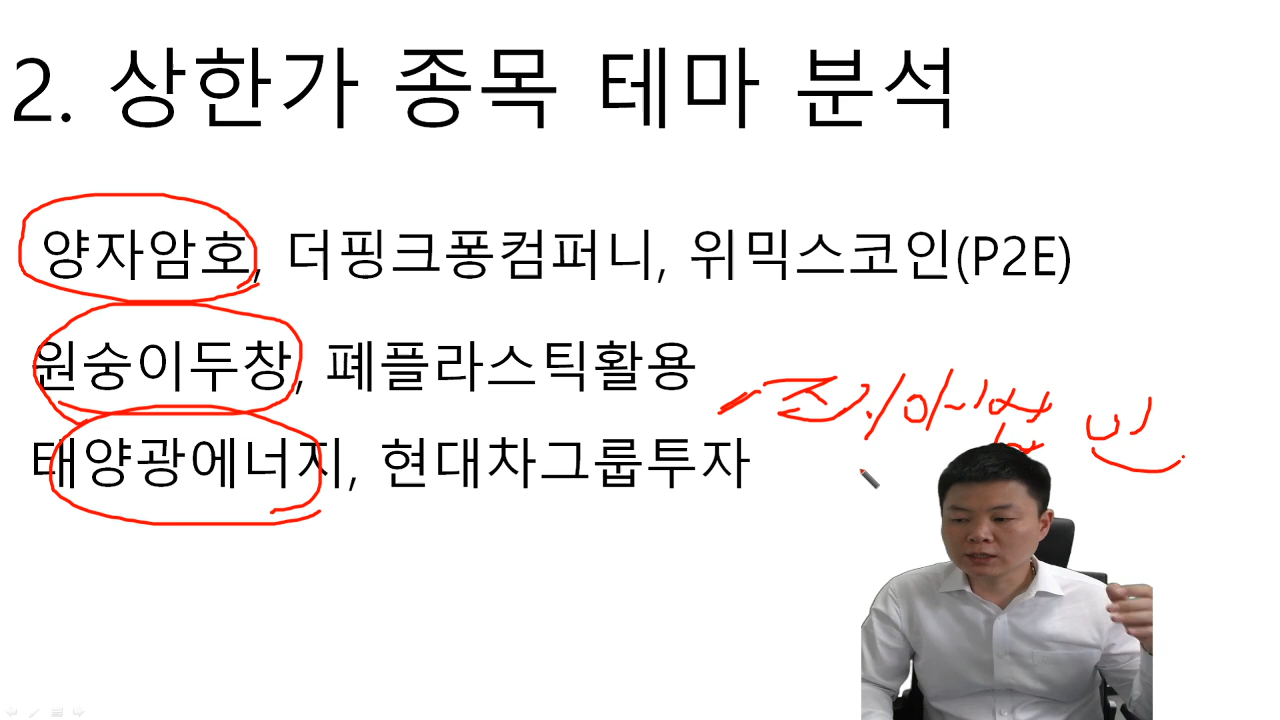 2. 상한가 종목 테마 분석
양자암호, 더핑크퐁컴퍼니, 위믹스코인(P2E)
원숭이두창, 폐플라스틱활용
태양광에너지, 현대차그룹투자